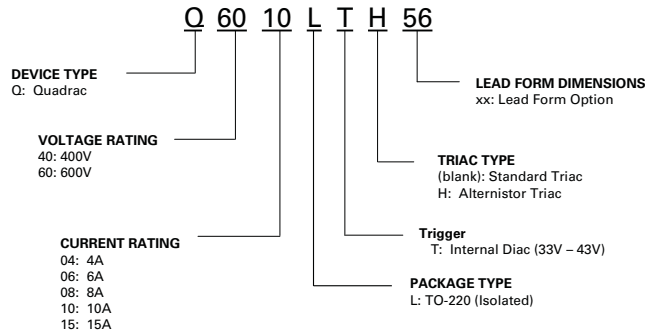 Q 60 10 L T H 56
DEVICE TYPE
Q: Quadrac
VOLTAGE RATING
40: 400V
60: 600V
CURRENT RATING
04: 4A
06: 6A
08: 8A
10: 10A
15: 15A
LEAD FORM DIMENSIONS
xx: Lead Form Option
TRIAC TYPE
(blank): Standard Triac
H: Alternistor Triac
Trigger
T: Internal Diac (33V – 43V)
PACKAGE TYPE
L: TO-220 (Isolated)